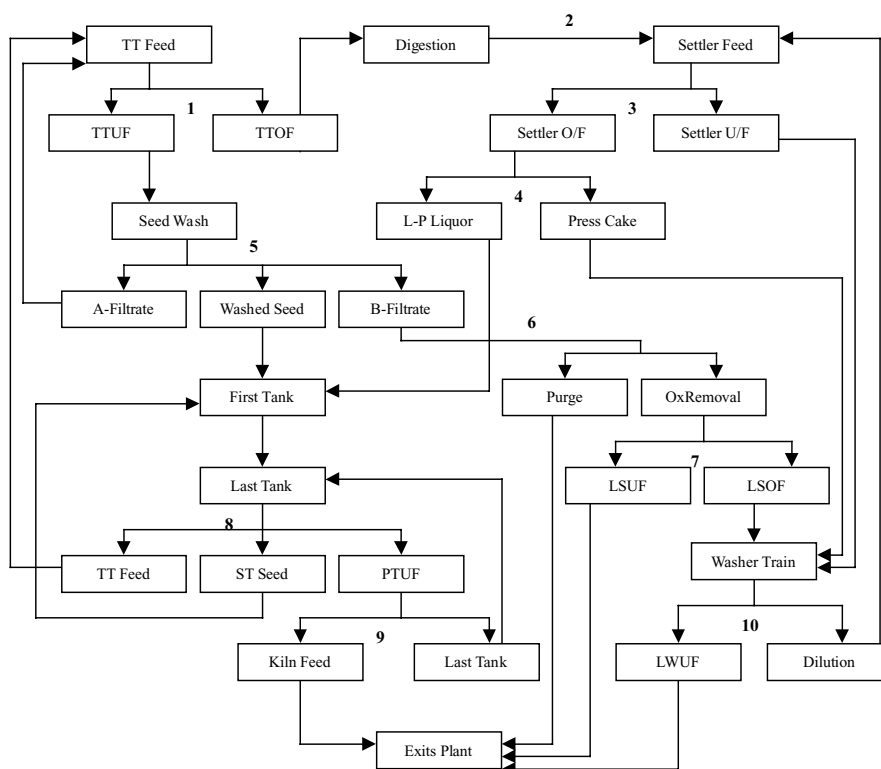 2
TT Feed
Digestion
Settler Feed
1
3
TTUF
TTOF
Settler O/F
Settler U/F
4
Seed Wash
L-P Liquor
Press Cake
5
A-Filtrate
Washed Seed
B-Filtrate
6
First Tank
Purge
OxRemoval
7
Last Tank
LSUF
LSOF
8
Washer Train
TT Feed
ST Seed
PTUF
9
10
Kiln Feed
Last Tank
LWUF
Dilution
Exits Plant